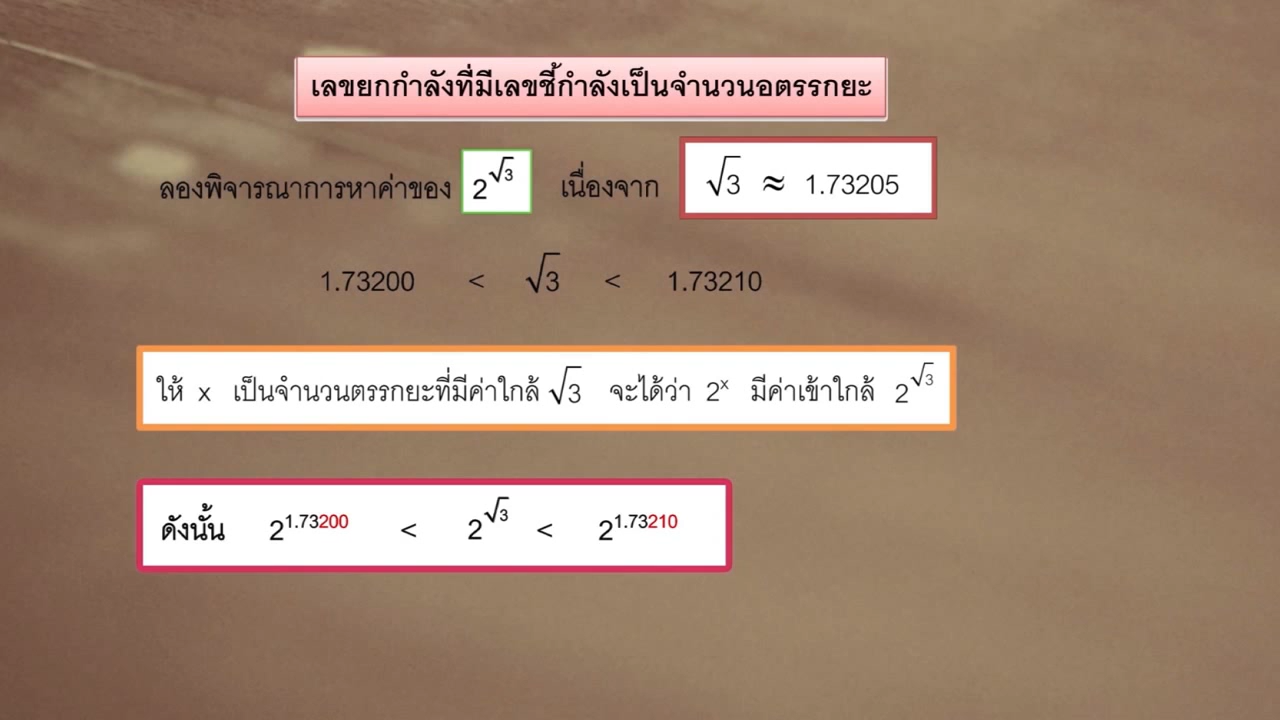 เลขยกกำลังที่มีเลขชี้กำลังเป็นจำนวนอตรรกยะ
ลองพิจารณาการหาค่าของ 2^√3 เนื่องจาก √3 ≈ 1.73205
1.73200 < √3 < 1.73210
ให้ x เป็นจำนวนตรรกยะที่มีค่าใกล้ √3 จะได้ว่า 2^x มีค่าเข้าใกล้ 2^√3
ดังนั้น 2^1.73200 < 2^√3 < 2^1.73210